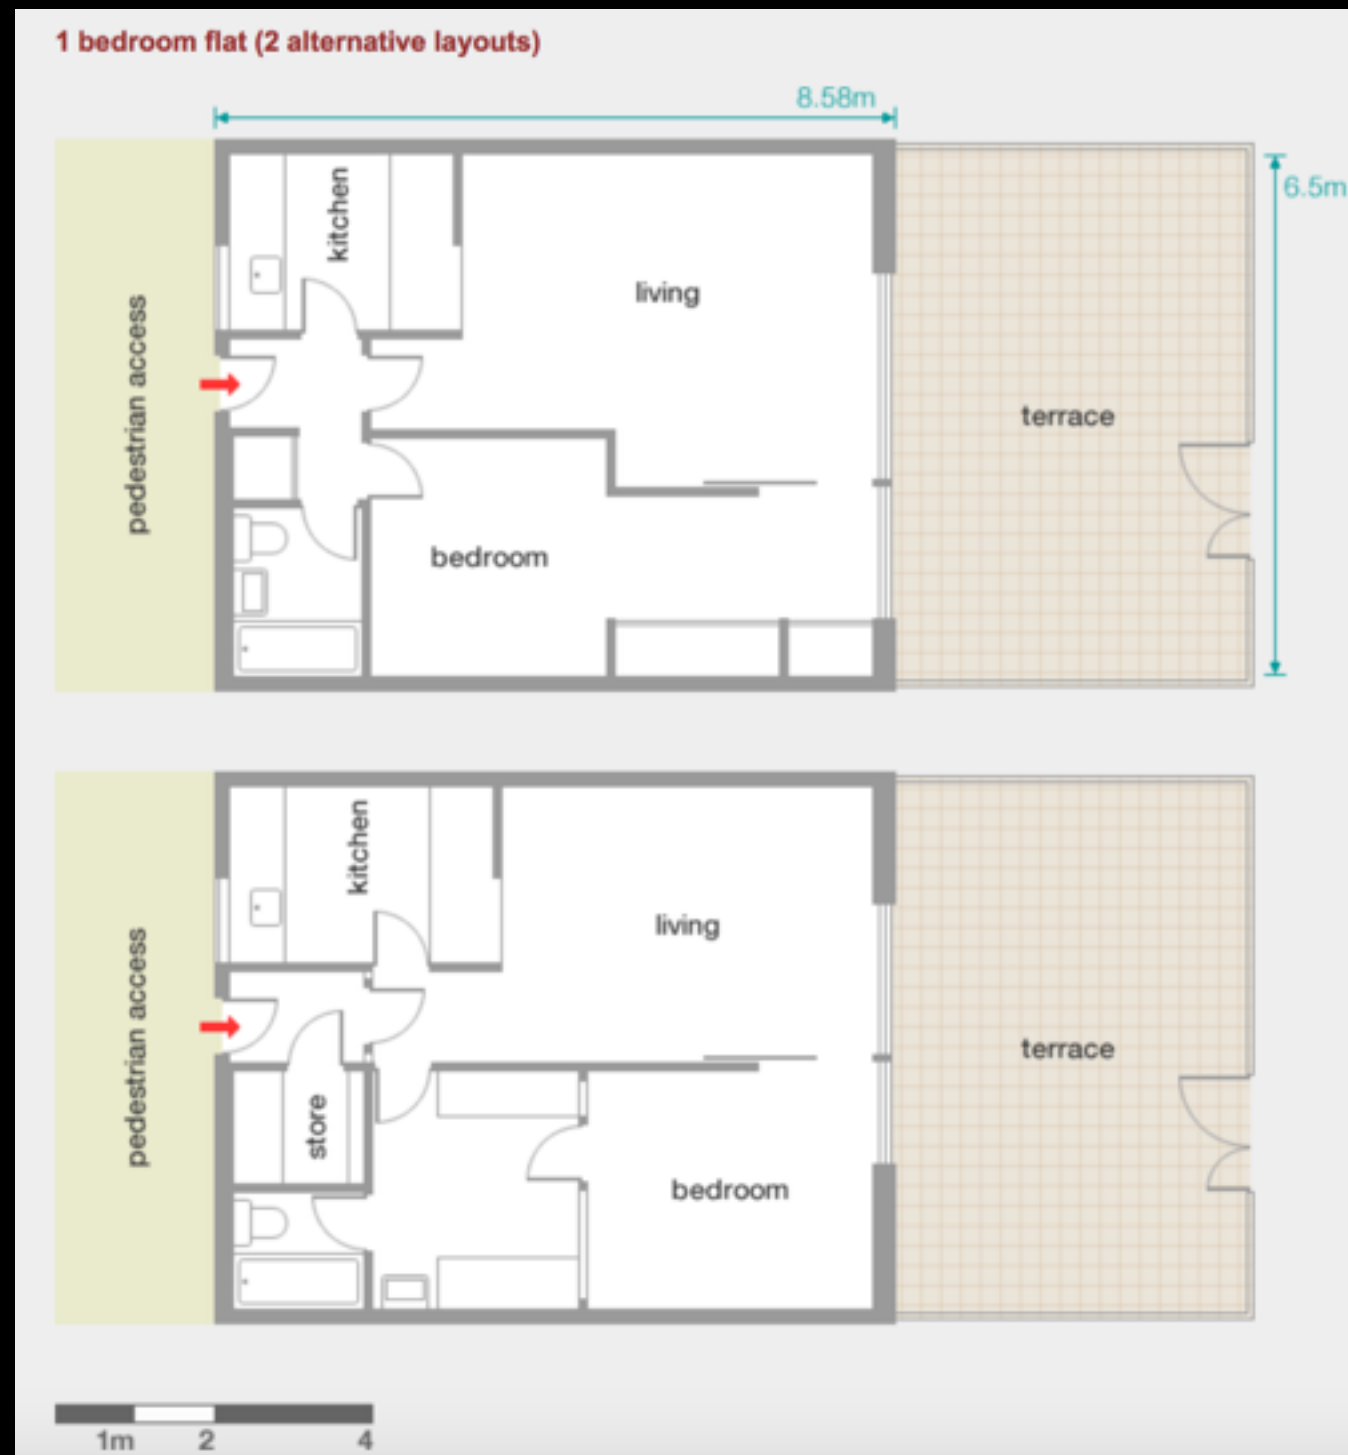 1 bedroom flat (2 alternative layouts)
8.58m
6.5m
kitchen
living
pedestrian access
terrace
bedroom
kitchen
living
pedestrian access
terrace
store
bedroom
1m 2 4